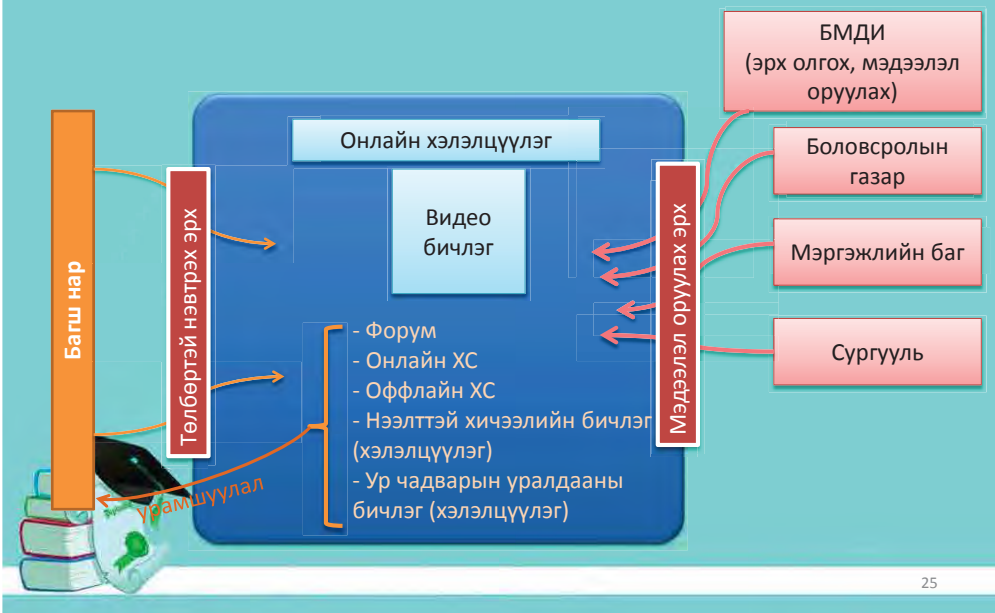 БМДИ
(эрх олгох, мэдээлэл
оруулах)
Онлайн хэлэлцүүлэг
Боловсролын
газар
Видео
бичлэг
Мэргэжлийн баг
Багш нар
Төлбөртэй нэвтрэх эрх
Мэдээлэл оруулах эрх
- Форум
- Онлайн ХС
- Оффлайн ХС
- Нээлттэй хичээлийн бичлэг
(хэлэлцүүлэг)
- Ур чадварын уралдааны
бичлэг (хэлэлцүүлэг)
Сургууль
урамшуулал
25